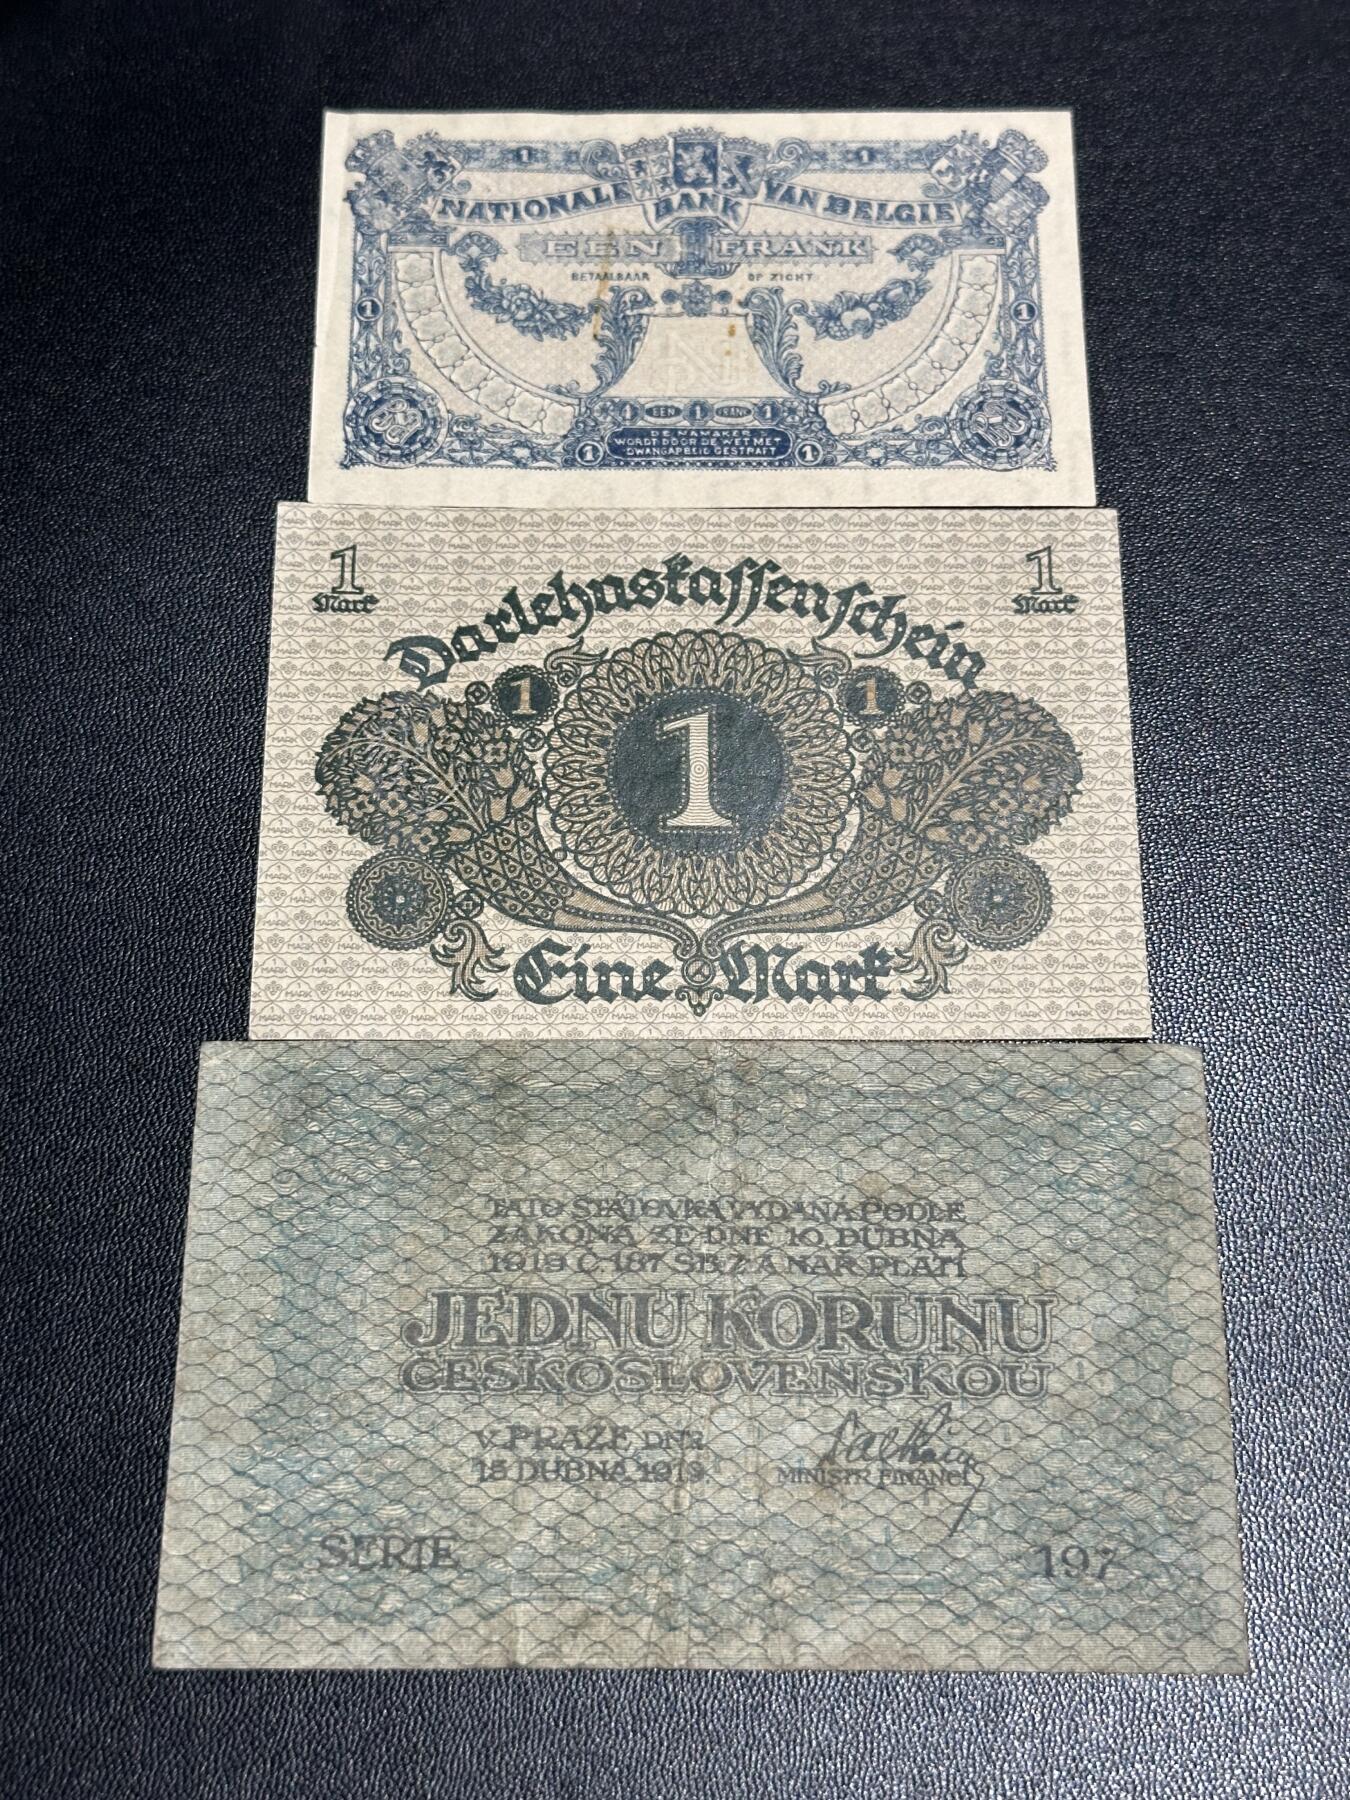 1 1
NATIONALE BANK VAN BELGIE
EEN 1 FRANK
BETAALBAAR OP ZICHT
1 1
1 EEN 1 FRANK 1
DE NAMAKER
WORDT DOOR DE WET MET
DWANGARBEID GESTRAFT
1 1
1 Mark 1 Mark
Darlehnskassenschein
1 1
1
Eine Mark
TATO STÁTOVKA VYDANÁ PODLE
ZÁKONA ZE DNE 10. DUBNA
1919 Č. 187 SB. Z. A NAŘ. PLATÍ
JEDNU KORUNU
ČESKOSLOVENSKOU
V PRAZE DNE
15 DUBNA 1919.
MINISTR FINANCÍ
SERIE 197